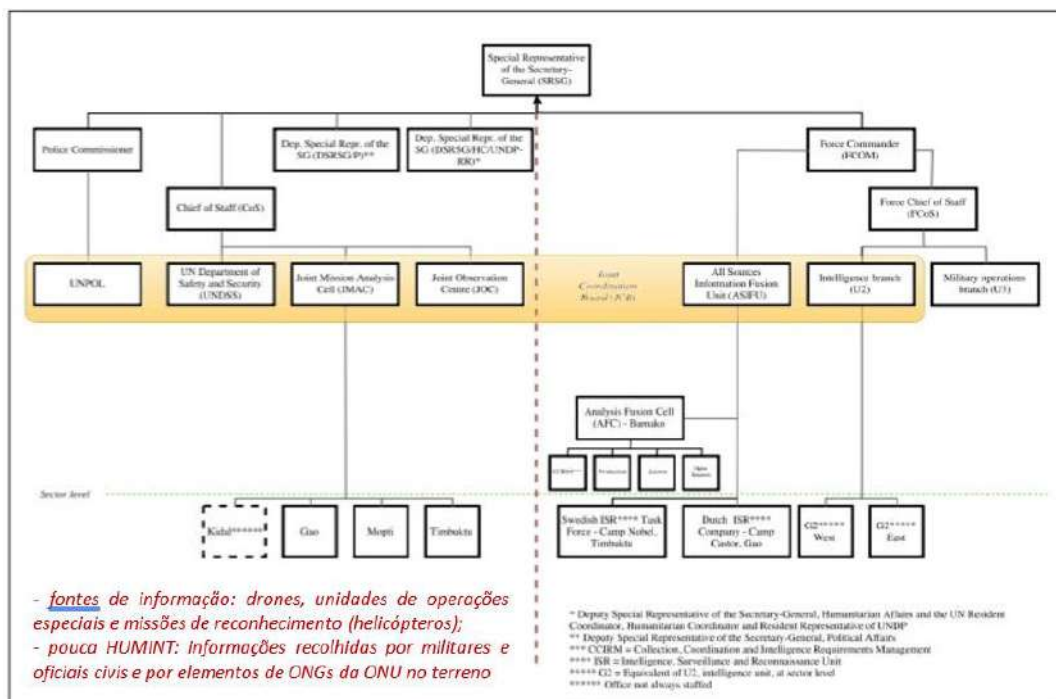 Special Representative
of the Secretary-
General (SRSG)
Police Commissioner
Dep. Special Repr. of the
SG (DSRSG/P)**
Dep. Special Repr. of the
SG (DSRSG/HC/UNDP-
RR)*
Force Commander
(FCOM)
Chief of Staff (CoS)
Force Chief of Staff
(FCoS)
UNPOL
UN Department of
Safety and Security
(UNDSS)
Joint Mission Analysis
Cell (JMAC)
Joint Observation
Centre (JOC)
Joint
Coordination
Board (JCB)
All Sources
Information Fusion
Unit (ASIFU)
Intelligence branch
(U2)
Military operations
branch (U3)
Analysis Fusion Cell
(AFC) - Bamako
Open
Sector level
Kidal******
Gao
Mopti
Timbuktu
Swedish ISR**** Task
Force - Camp Nobel,
Timbuktu
Dutch ISR****
Company - Camp
Castor, Gao
G2*****
West
G2*****
East
- fontes de informação: drones, unidades de operações
especiais e missões de reconhecimento (helicópteros);
- pouca HUMINT: Informações recolhidas por militares e
oficiais civis e por elementos de ONGs da ONU no terreno
* Deputy Special Representative of the Secretary-General, Humanitarian Affairs and the UN Resident
Coordinator, Humanitarian Coordinator and Resident Representative of UNDP
** Deputy Special Representative of the Secretary-General, Political Affairs
*** CCIRM = Collection, Coordination and Intelligence Requirements Management
**** ISR = Intelligence, Surveillance and Reconnaissance Unit
***** G2 = Equivalent of U2, intelligence unit, at sector level
****** Office not always staffed